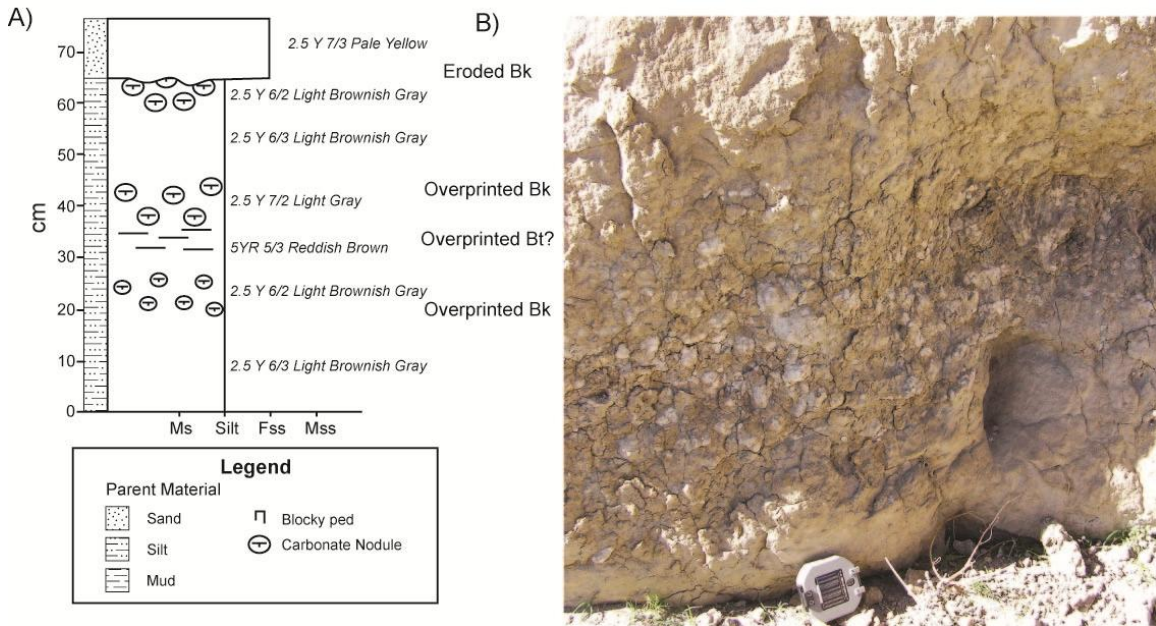 A)
B)
70
60
50
40
30
20
10
0
cm
2.5 Y 7/3 Pale Yellow
Eroded Bk
2.5 Y 6/2 Light Brownish Gray
2.5 Y 6/3 Light Brownish Gray
Overprinted Bk
2.5 Y 7/2 Light Gray
Overprinted Bt?
5YR 5/3 Reddish Brown
2.5 Y 6/2 Light Brownish Gray
Overprinted Bk
2.5 Y 6/3 Light Brownish Gray
Ms Silt Fss Mss
Legend
Parent Material
Sand
Silt
Mud
Blocky ped
Carbonate Nodule